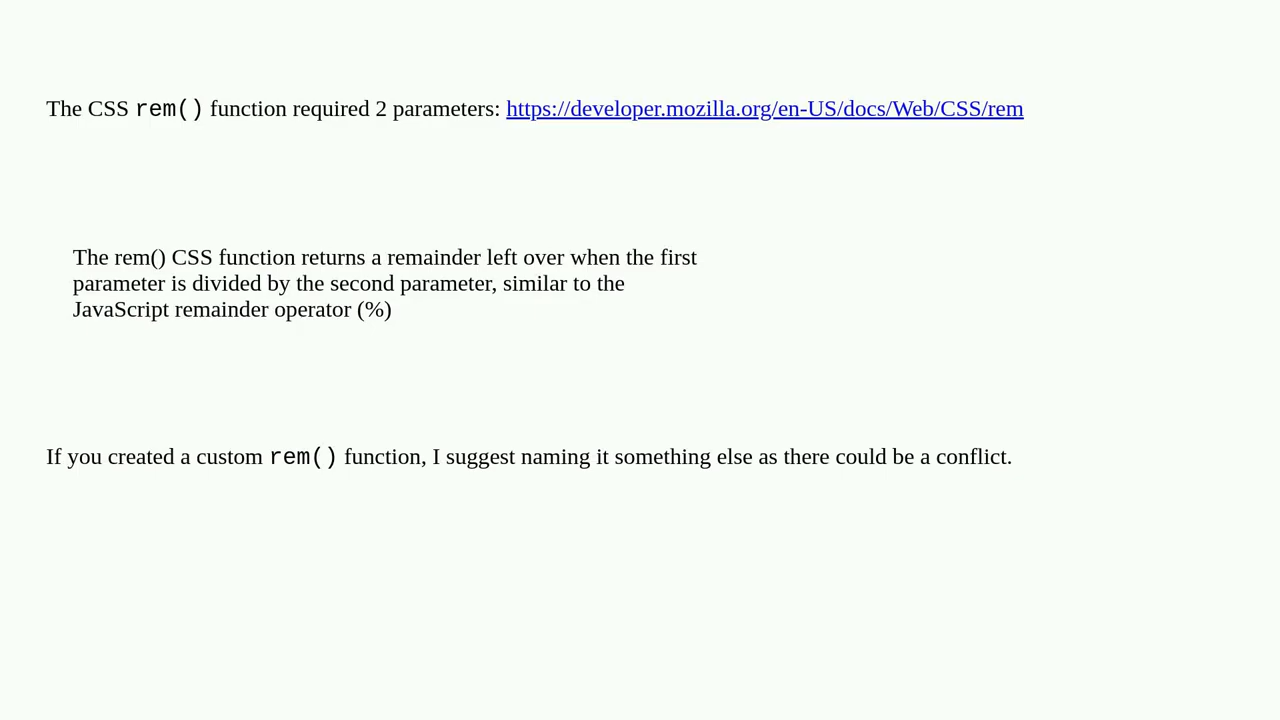 The CSS rem() function required 2 parameters: https://developer.mozilla.org/en-US/docs/Web/CSS/rem
The rem() CSS function returns a remainder left over when the first
parameter is divided by the second parameter, similar to the
JavaScript remainder operator (%)
If you created a custom rem() function, I suggest naming it something else as there could be a conflict.